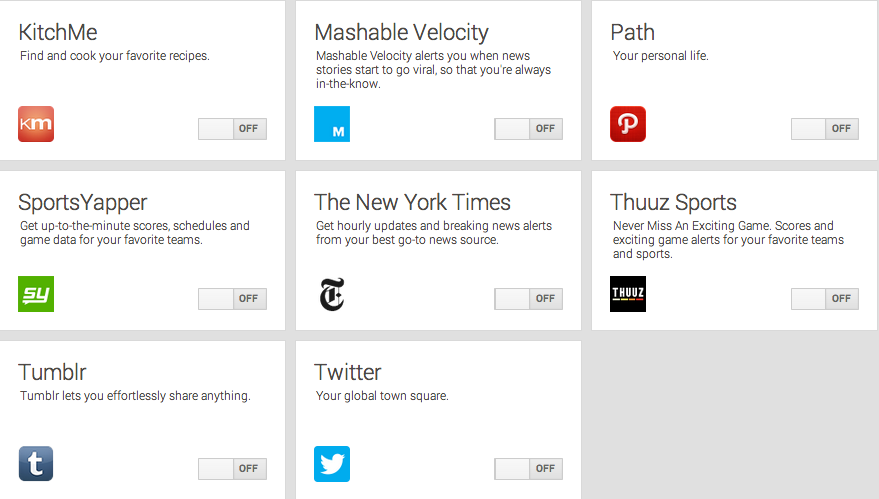 KitchMe
Find and cook your favorite recipes.
KM
OFF
Mashable Velocity
Mashable Velocity alerts you when news
stories start to go viral, so that you're always
in-the-know.
M
OFF
Path
Your personal life.
OFF
SportsYapper
Get up-to-the-minute scores, schedules and
game data for your favorite teams.
sy
OFF
The New York Times
Get hourly updates and breaking news alerts
from your best go-to news source.
T
OFF
Thuuz Sports
Never Miss An Exciting Game. Scores and
exciting game alerts for your favorite teams
and sports.
THUUZ
OFF
Tumblr
Tumblr lets you effortlessly share anything.
t
OFF
Twitter
Your global town square.
OFF